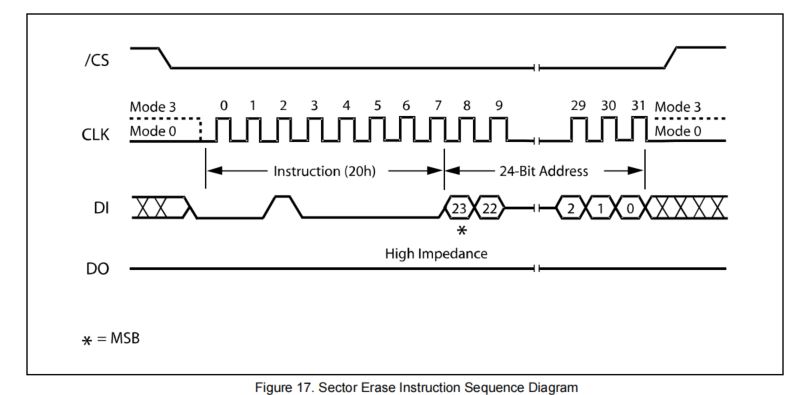 /CS
Mode 3 0 1 2 3 4 5 6 7 8 9 29 30 31 Mode 3
CLK Mode 0 Mode 0
Instruction (20h) 24-Bit Address
DI 23 22 2 1 0
*
High Impedance
DO
* = MSB
Figure 17. Sector Erase Instruction Sequence Diagram